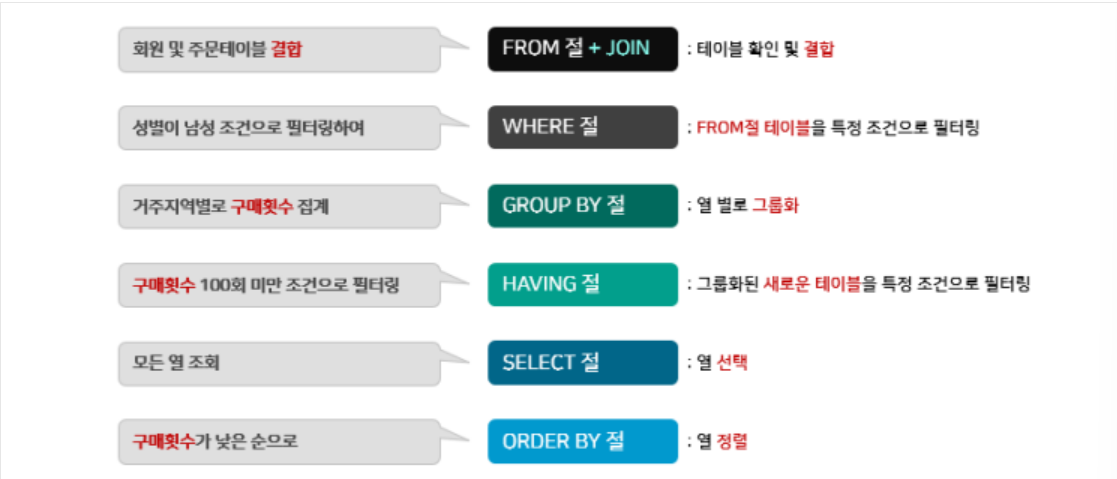 회원 및 주문테이블 결합 FROM 절 + JOIN : 테이블 확인 및 결합
성별이 남성 조건으로 필터링하여 WHERE 절 : FROM절 테이블을 특정 조건으로 필터링
거주지역별로 구매횟수 집계 GROUP BY 절 : 열 별로 그룹화
구매횟수 100회 미만 조건으로 필터링 HAVING 절 : 그룹화된 새로운 테이블을 특정 조건으로 필터링
모든 열 조회 SELECT 절 : 열 선택
구매횟수가 낮은 순으로 ORDER BY 절 : 열 정렬